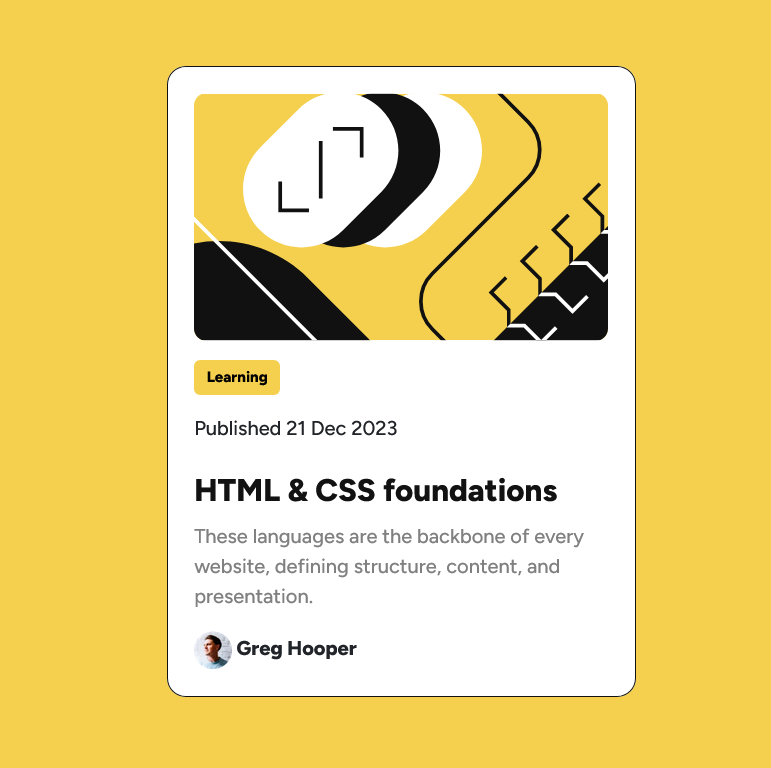 Learning
Published 21 Dec 2023
HTML & CSS foundations
These languages are the backbone of every
website, defining structure, content, and
presentation.
Greg Hooper